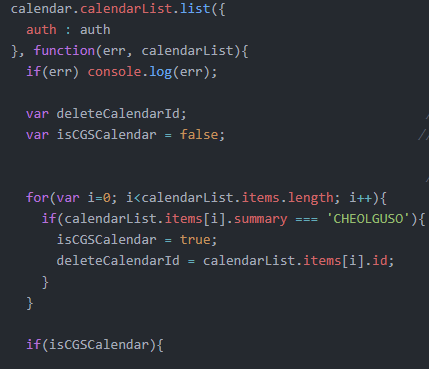 calendar.calendarList.list({
  auth : auth
}, function(err, calendarList){
  if(err) console.log(err);
  var deleteCalendarId; /
  var isCGSCalendar = false; //
/
  for(var i=0; i<calendarList.items.length; i++){
    if(calendarList.items[i].summary === 'CHEOLGUSO'){
      isCGSCalendar = true;
      deleteCalendarId = calendarList.items[i].id;
    }
  }
  if(isCGSCalendar){